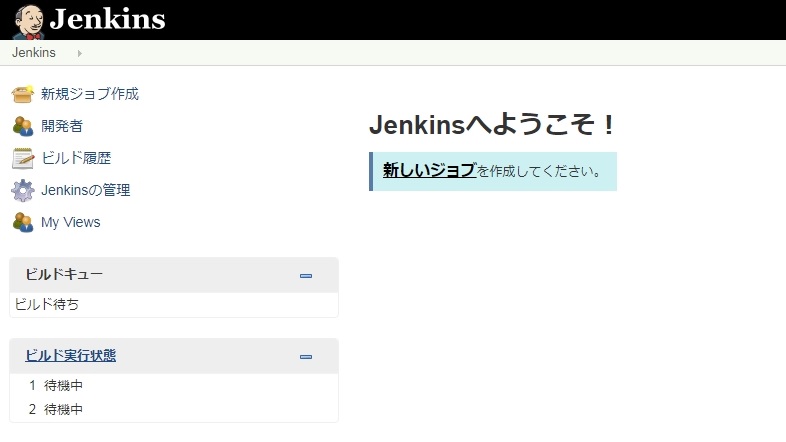 Jenkins
Jenkins
新規ジョブ作成
開発者
ビルド履歴
Jenkinsの管理
My Views
ビルドキュー
ビルド待ち
ビルド実行状態
1 待機中
2 待機中
Jenkinsへようこそ！
新しいジョブを作成してください。